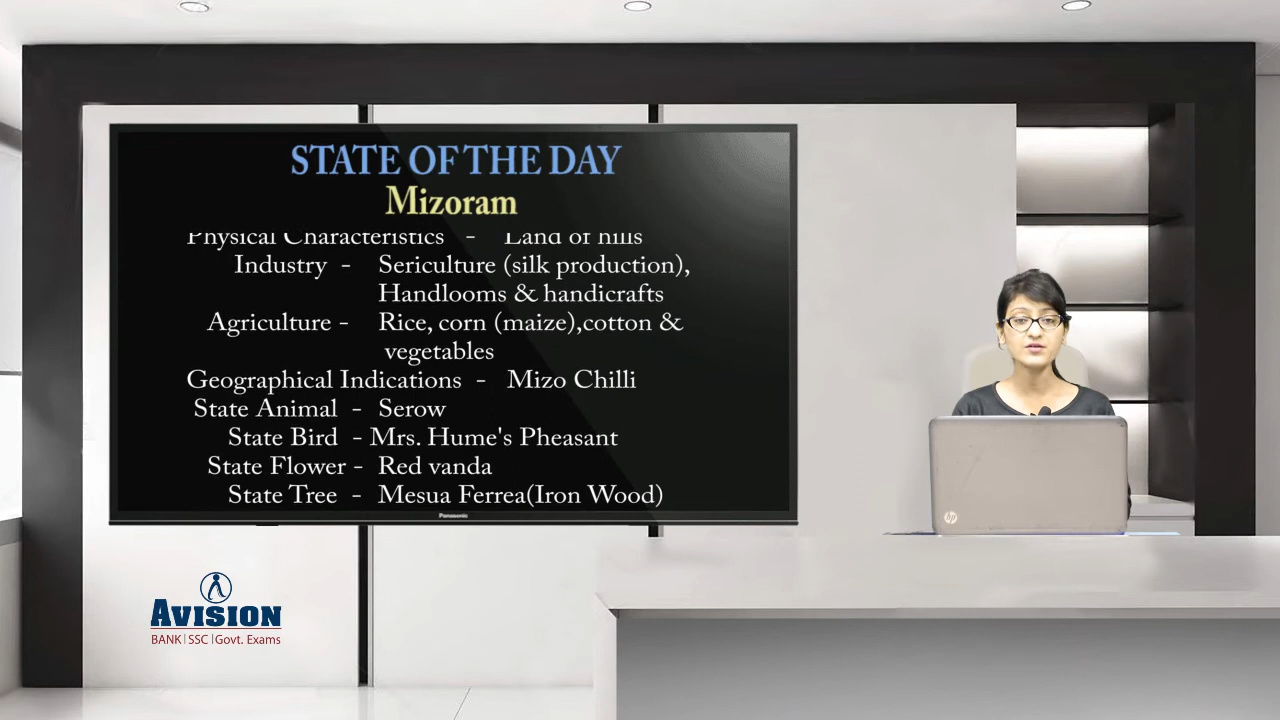 STATE OF THE DAY
Mizoram
Physical Characteristics - Land of hills
Industry - Sericulture (silk production),
Handlooms & handicrafts
Agriculture - Rice, corn (maize),cotton &
vegetables
Geographical Indications - Mizo Chilli
State Animal - Serow
State Bird - Mrs. Hume's Pheasant
State Flower - Red vanda
State Tree - Mesua Ferrea(Iron Wood)
Panasonic
hp
AVISION
BANK|SSC|Govt. Exams